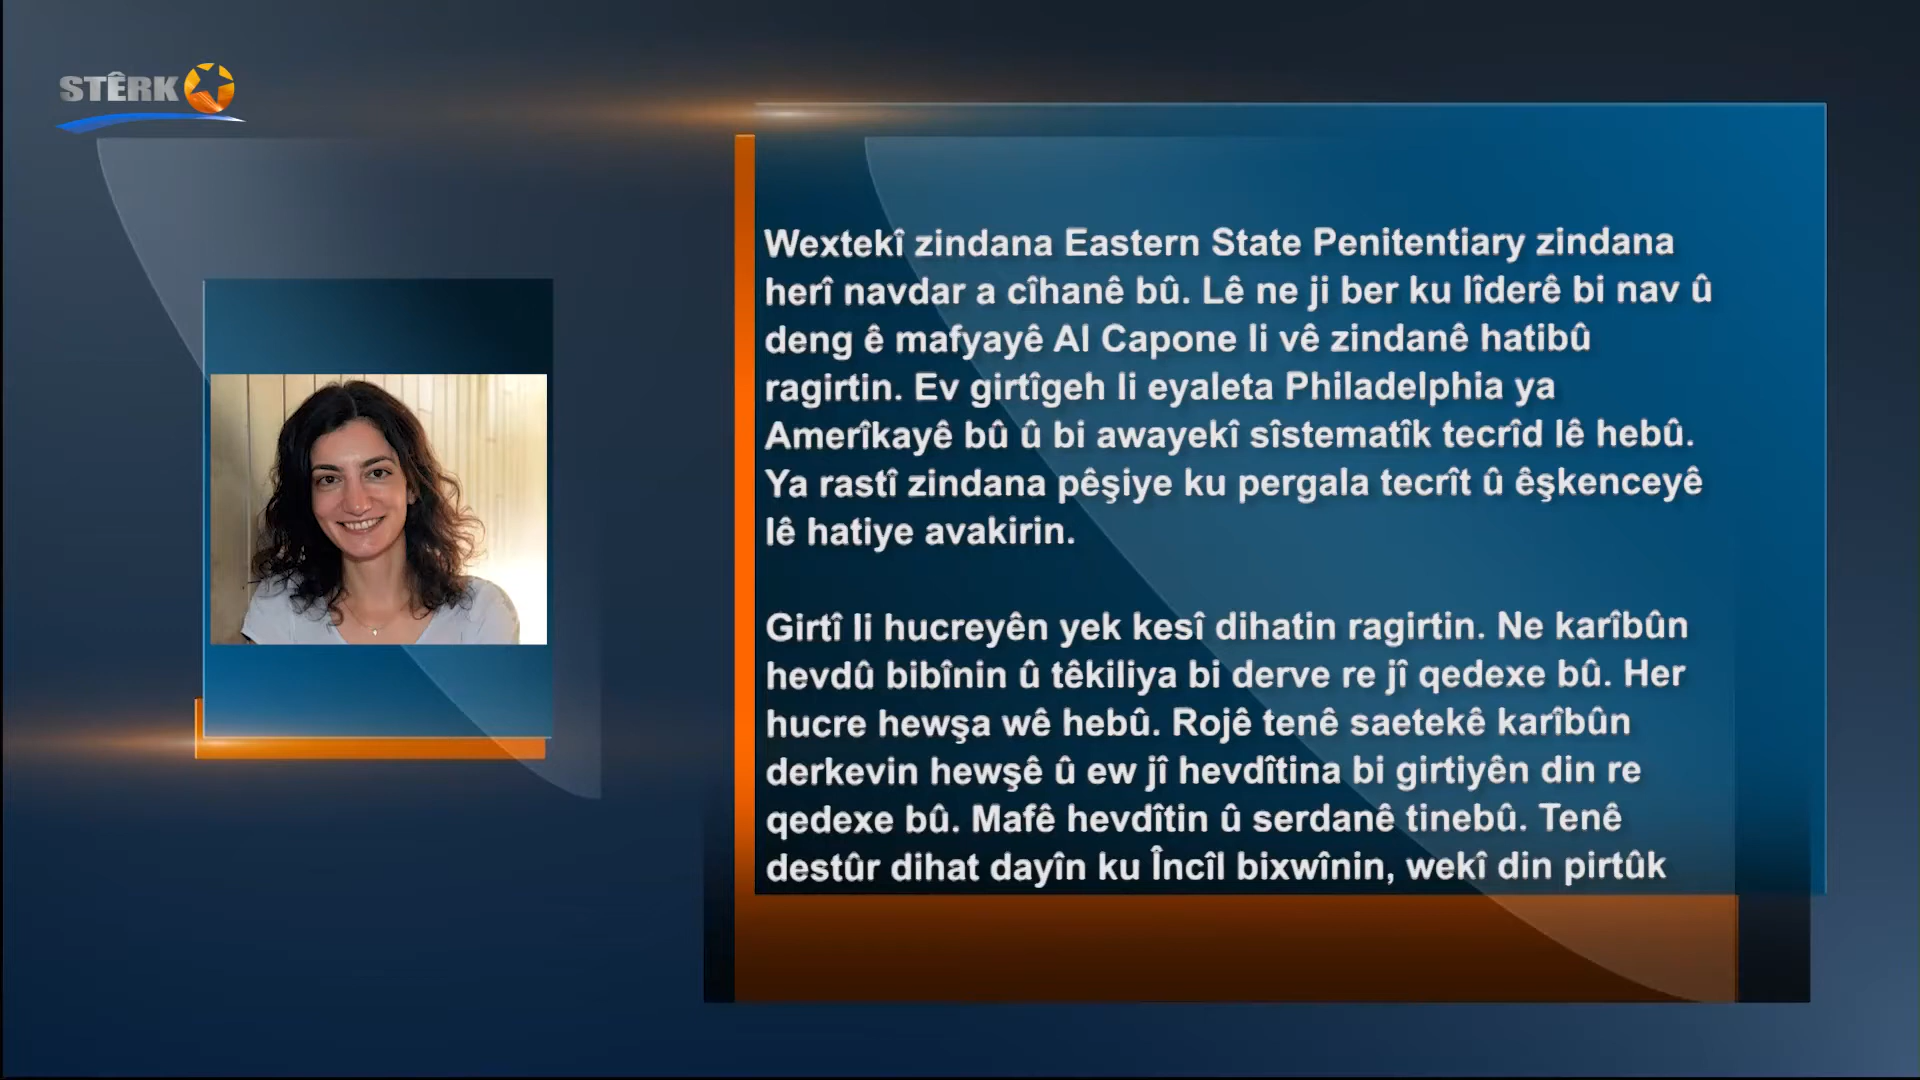 STÊRK
Wextekî zindana Eastern State Penitentiary zindana
herî navdar a cîhanê bû. Lê ne ji ber ku lîderê bi nav û
deng ê mafyayê Al Capone li vê zindanê hatibû
ragirtin. Ev girtîgeh li eyaleta Philadelphia ya
Amerîkayê bû û bi awayekî sîstematîk tecrîd lê hebû.
Ya rastî zindana pêşiye ku pergala tecrît û êşkenceyê
lê hatiye avakirin.
Girtî li hucreyên yek kesî dihatin ragirtin. Ne karîbûn
hevdû bibînin û têkiliya bi derve re jî qedexe bû. Her
hucre hewşa wê hebû. Rojê tenê saetekê karîbûn
derkevin hewşê û ew jî hevdîtina bi girtiyên din re
qedexe bû. Mafê hevdîtin û serdanê tinebû. Tenê
destûr dihat dayîn ku Încîl bixwînin, wekî din pirtûk